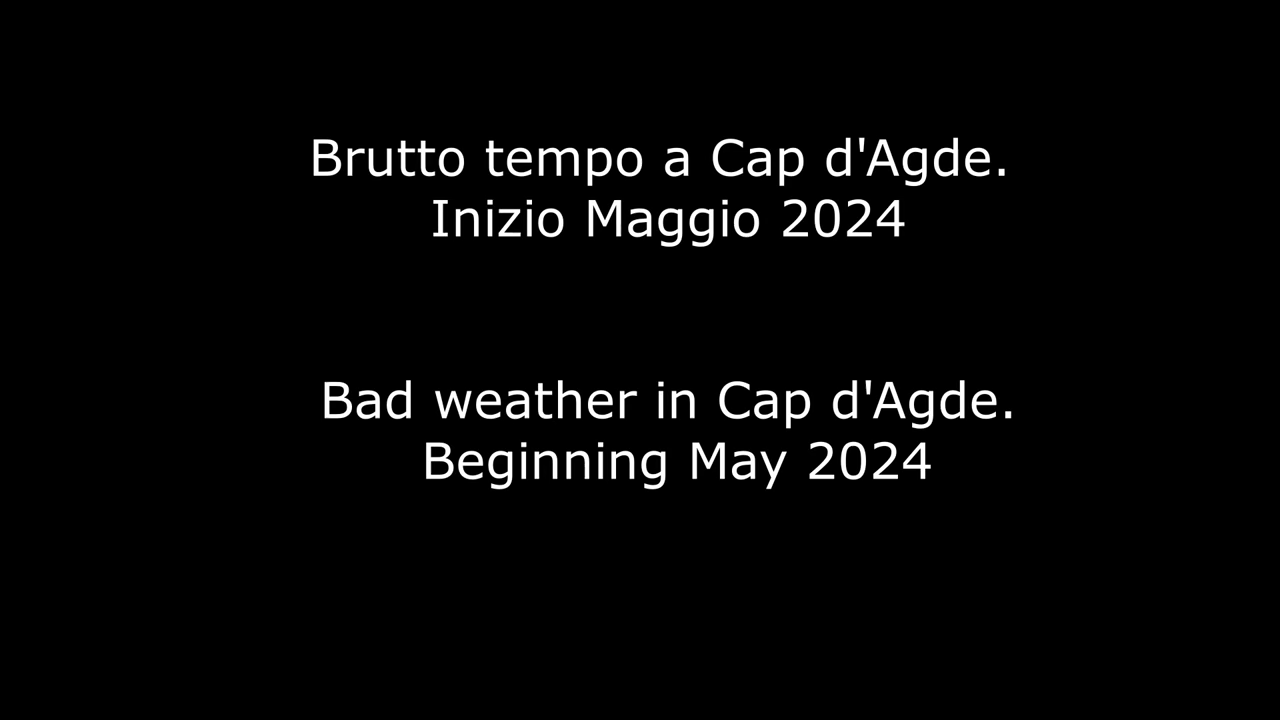 Brutto tempo a Cap d'Agde.
Inizio Maggio 2024
Bad weather in Cap d'Agde.
Beginning May 2024